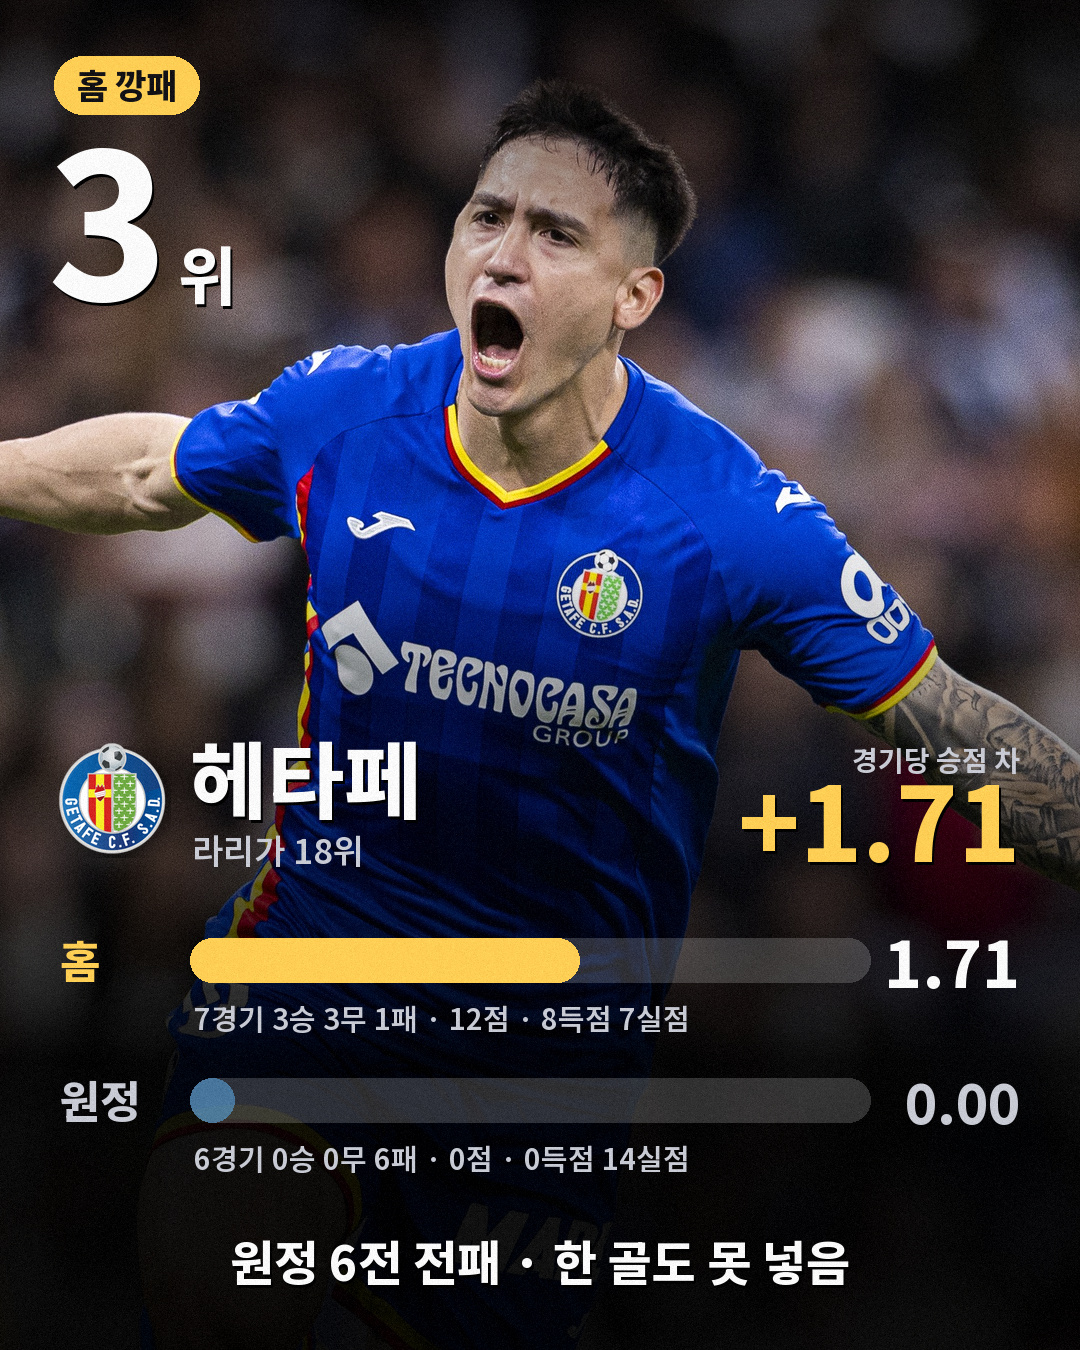 홈 깡패
3위
GETAFE C.F. S.A.D.
TECNOCASA
GROUP
GETAFE C.F. S.A.D.
헤타페
라리가 18위
경기당 승점 차
+1.71
홈 1.71
7경기 3승 3무 1패 · 12점 · 8득점 7실점
원정 0.00
6경기 0승 0무 6패 · 0점 · 0득점 14실점
원정 6전 전패 · 한 골도 못 넣음